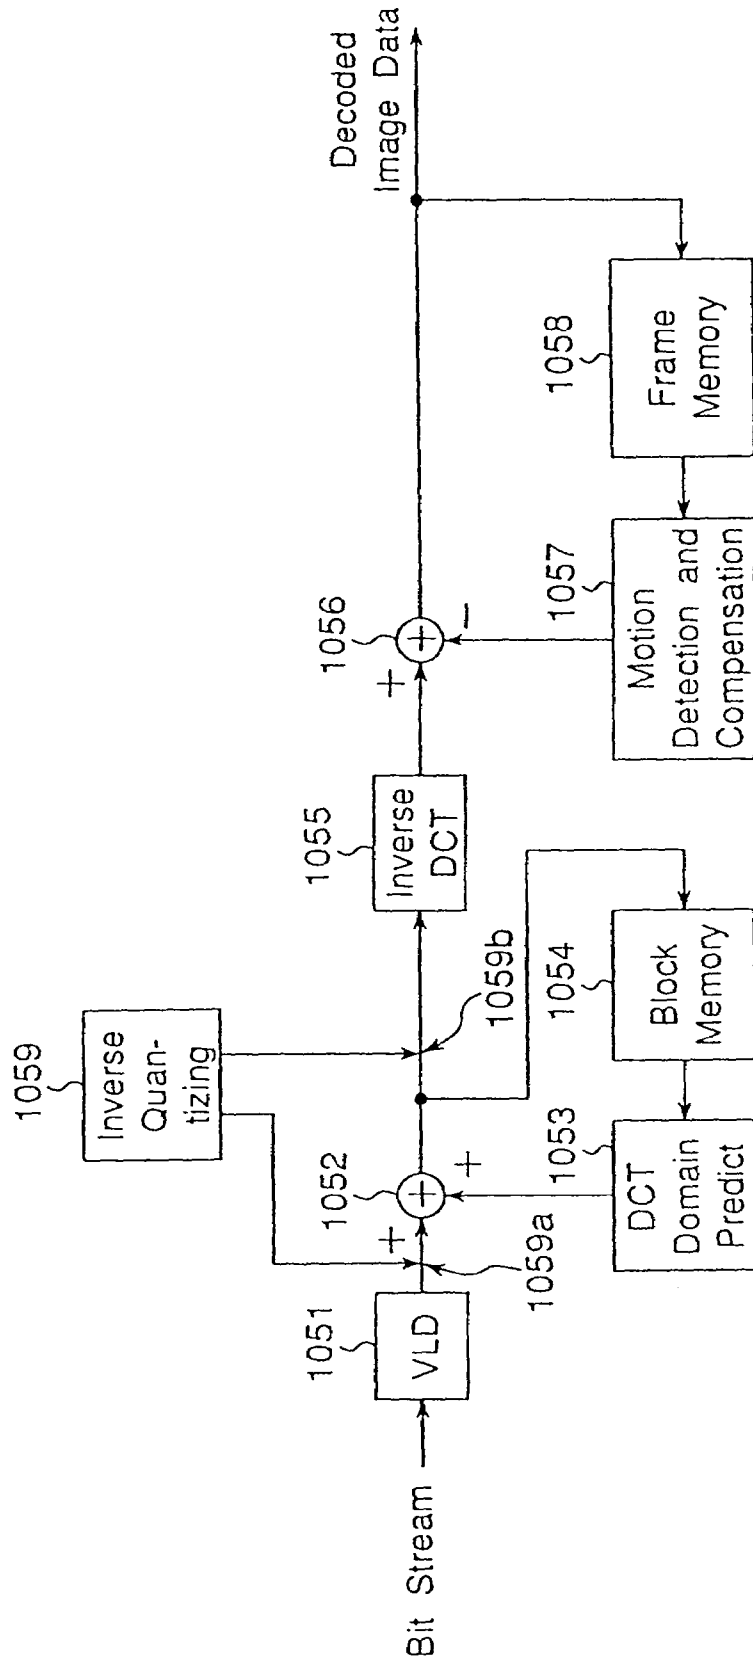 Bit Stream
1051
VLD
1059a
+
1052
+
+
1059
Inverse
Quan-
tizing
1059b
1053
DCT
Domain
Predict
1054
Block
Memory
1055
Inverse
DCT
+
1056
+
−
1057
Motion
Detection and
Compensation
1058
Frame
Memory
Decoded
Image Data